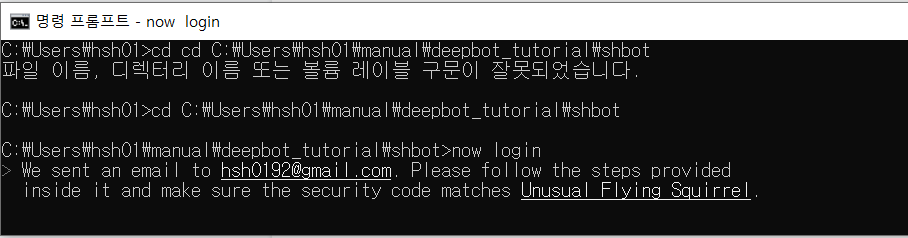 명령 프롬프트 - now  login
C:\Users\hsh01>cd cd C:\Users\hsh01\manual\deepbot_tutorial\shbot
파일 이름, 디렉터리 이름 또는 볼륨 레이블 구문이 잘못되었습니다.
C:\Users\hsh01>cd C:\Users\hsh01\manual\deepbot_tutorial\shbot
C:\Users\hsh01\manual\deepbot_tutorial\shbot>now login
> We sent an email to hsh0192@gmail.com. Please follow the steps provided
inside it and make sure the security code matches Unusual Flying Squirrel.